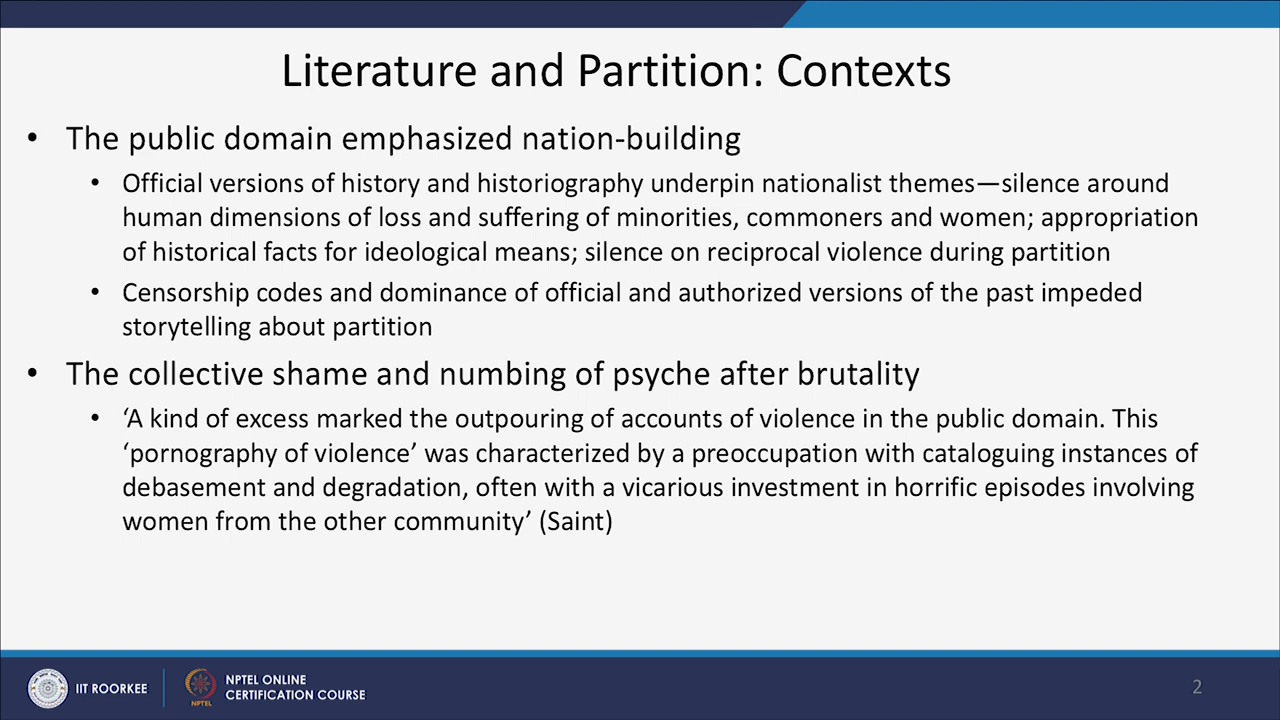 Literature and Partition: Contexts
• The public domain emphasized nation-building
• Official versions of history and historiography underpin nationalist themes—silence around
human dimensions of loss and suffering of minorities, commoners and women; appropriation
of historical facts for ideological means; silence on reciprocal violence during partition
• Censorship codes and dominance of official and authorized versions of the past impeded
storytelling about partition
• The collective shame and numbing of psyche after brutality
• ‘A kind of excess marked the outpouring of accounts of violence in the public domain. This
‘pornography of violence’ was characterized by a preoccupation with cataloguing instances of
debasement and degradation, often with a vicarious investment in horrific episodes involving
women from the other community’ (Saint)
IIT ROORKEE
NPTEL
NPTEL ONLINE
CERTIFICATION COURSE
2